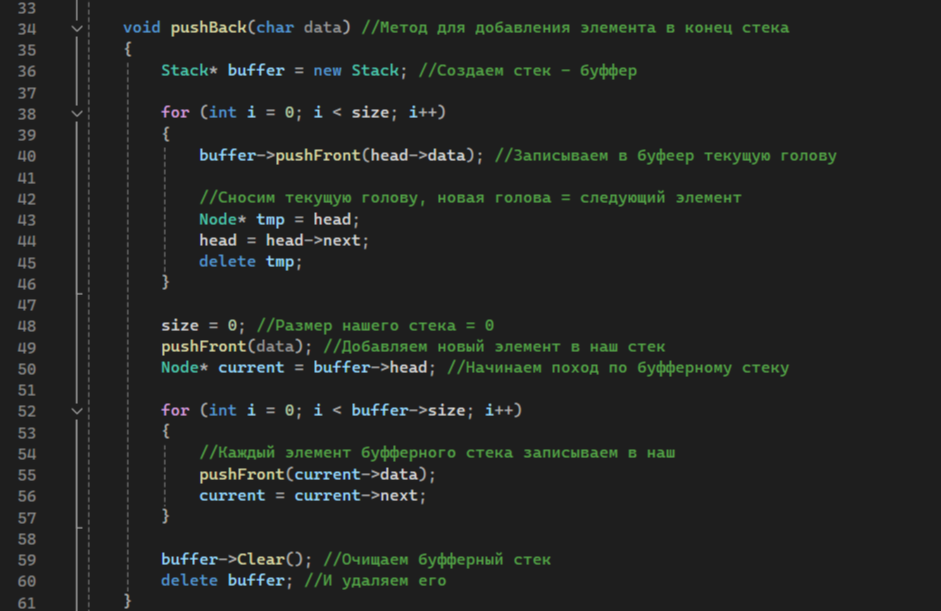 33
34 void pushBack(char data) //Метод для добавления элемента в конец стека
35 {
36 Stack* buffer = new Stack; //Создаем стек - буффер
37
38 for (int i = 0; i < size; i++)
39 {
40 buffer->pushFront(head->data); //Записываем в буфеер текущую голову
41
42 //Сносим текущую голову, новая голова = следующий элемент
43 Node* tmp = head;
44 head = head->next;
45 delete tmp;
46 }
47
48 size = 0; //Размер нашего стека = 0
49 pushFront(data); //Добавляем новый элемент в наш стек
50 Node* current = buffer->head; //Начинаем поход по буфферному стеку
51
52 for (int i = 0; i < buffer->size; i++)
53 {
54 //Каждый элемент буфферного стека записываем в наш
55 pushFront(current->data);
56 current = current->next;
57 }
58
59 buffer->Clear(); //Очищаем буфферный стек
60 delete buffer; //И удаляем его
61 }